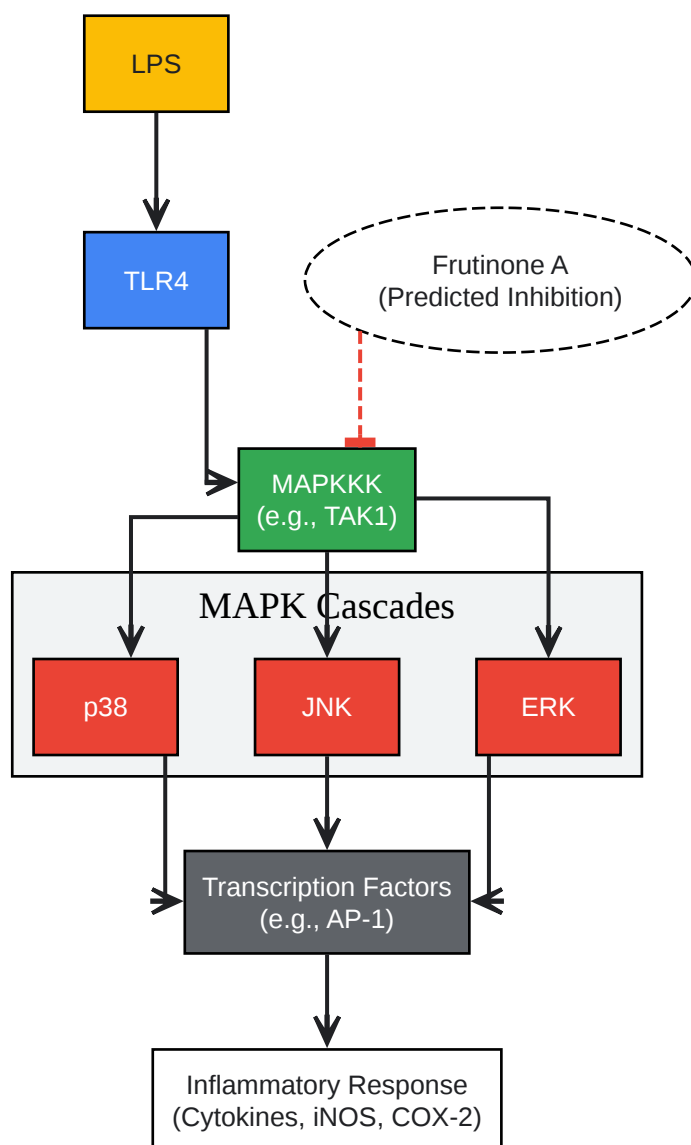 LPS
TLR4
Frutinone A
(Predicted Inhibition)
MAPKKK
(e.g., TAK1)
MAPK Cascades
p38
JNK
ERK
Transcription Factors
(e.g., AP-1)
Inflammatory Response
(Cytokines, iNOS, COX-2)